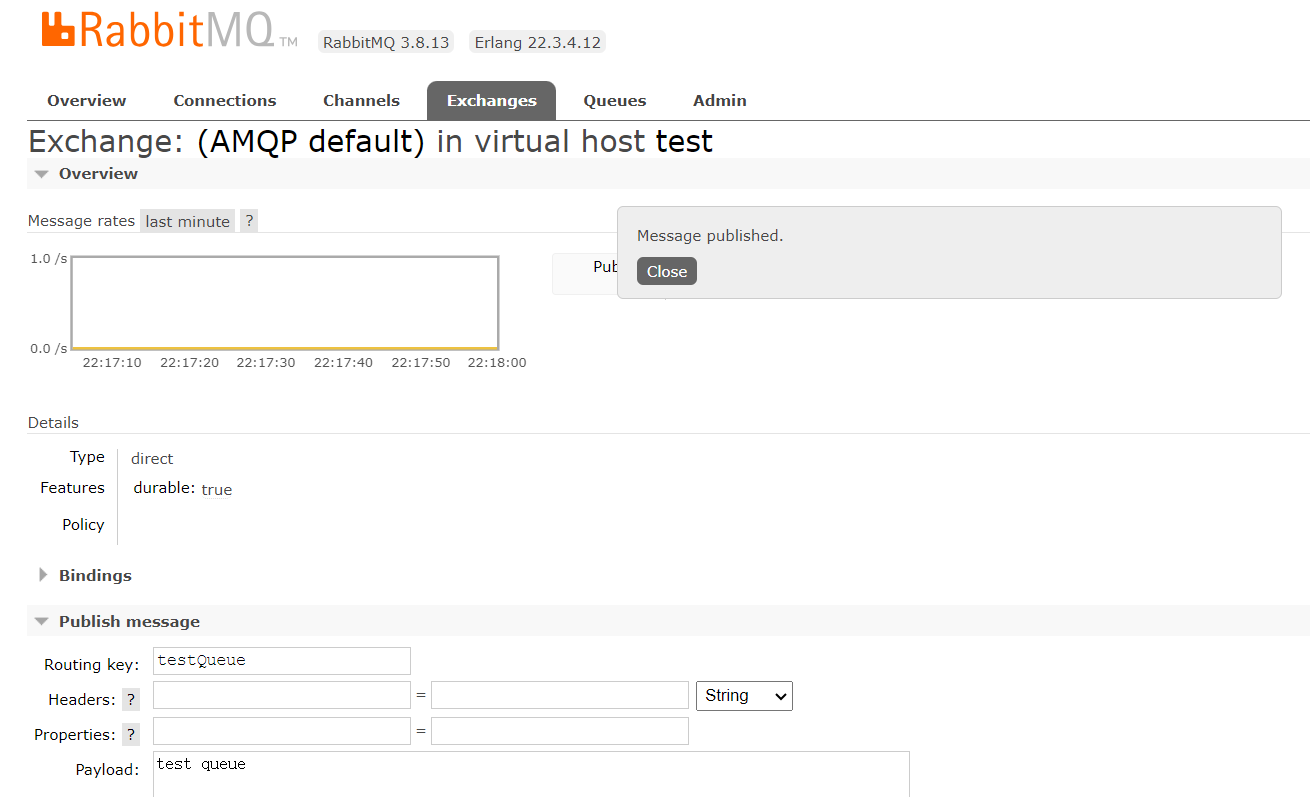 RabbitMQ TM RabbitMQ 3.8.13 Erlang 22.3.4.12
Overview Connections Channels Exchanges Queues Admin
Exchange: (AMQP default) in virtual host test
Overview
Message rates last minute ?
Message published.
Close
1.0 /s
Pub
0.0 /s
22:17:10 22:17:20 22:17:30 22:17:40 22:17:50 22:18:00
Details
Type direct
Features durable: true
Policy
Bindings
Publish message
Routing key: testQueue
Headers: ? = String
Properties: ? =
Payload: test queue